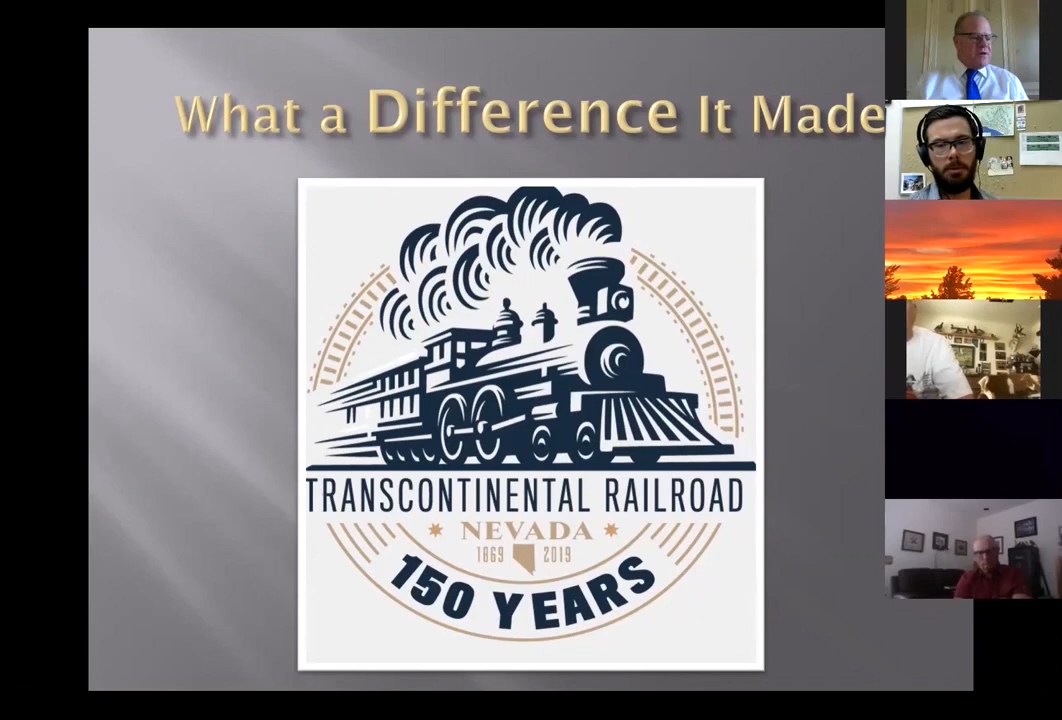 What a Difference It Made
TRANSCONTINENTAL RAILROAD
NEVADA
1869 2019
150 YEARS